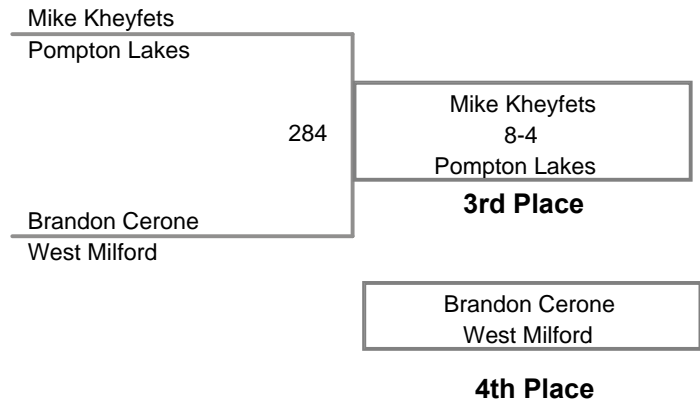 Mike Kheyfets
Pompton Lakes
284
Mike Kheyfets
8-4
Pompton Lakes
3rd Place
Brandon Cerone
West Milford
Brandon Cerone
West Milford
4th Place